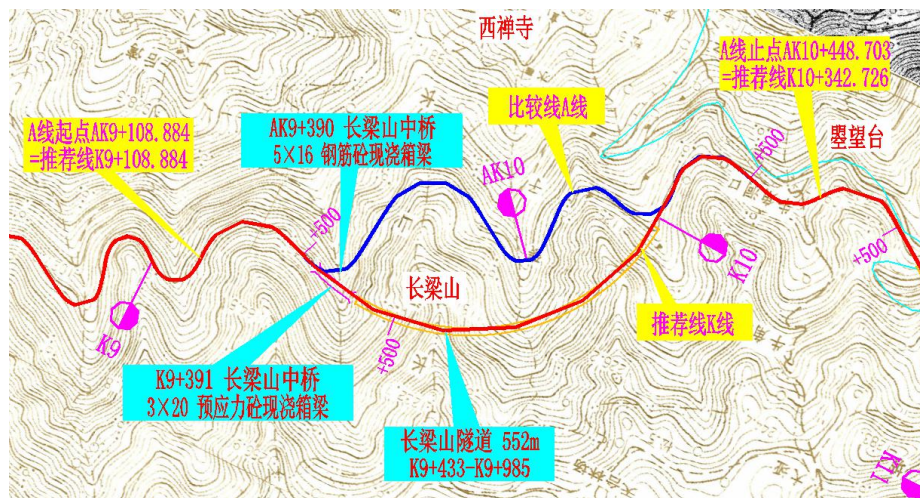 西禅寺
A线止点AK10+448.703
=推荐线K10+342.726
比较线A线
A线起点AK9+108.884
=推荐线K9+108.884
AK9+390 长梁山中桥
5×16 钢筋砼现浇箱梁
瞾望台
AK10
+500
+500
+500
长梁山
K10
K9
推荐线K线
+500
K9+391 长梁山中桥
3×20 预应力砼现浇箱梁
长梁山隧道 552m
K9+433-K9+985
K11